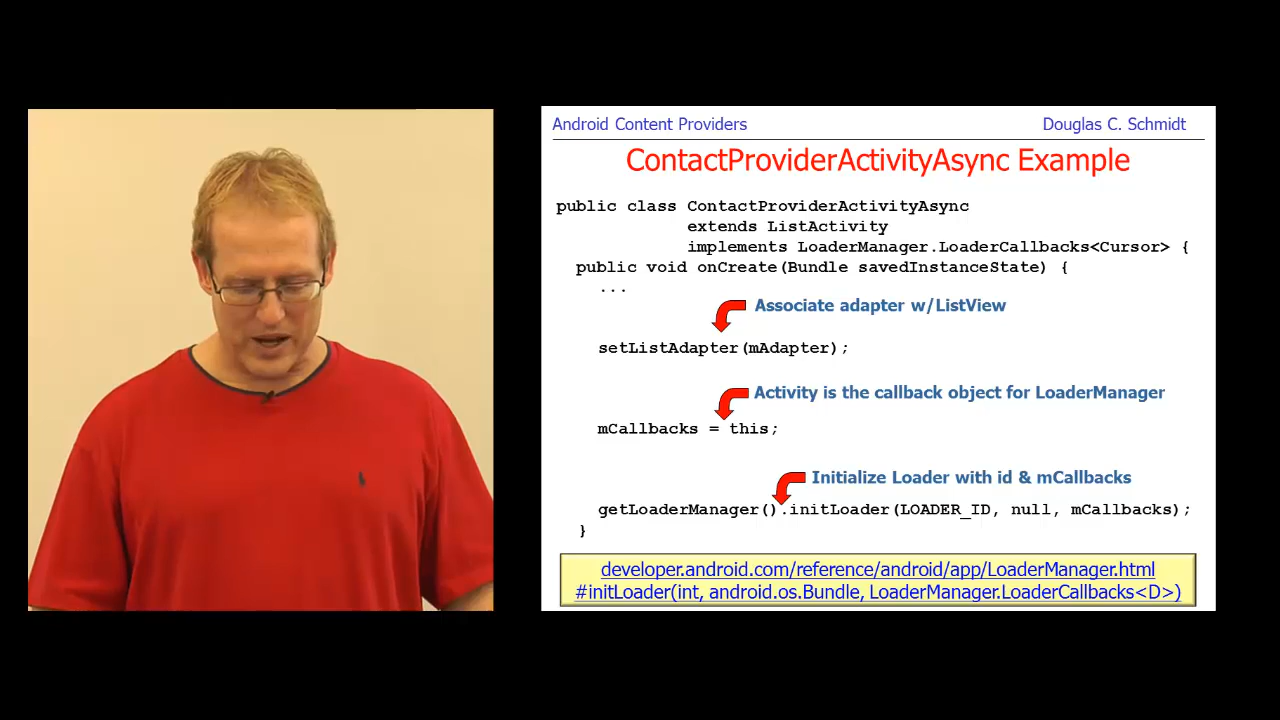 Android Content Providers
Douglas C. Schmidt
ContactProviderActivityAsync Example
public class ContactProviderActivityAsync
extends ListActivity
implements LoaderManager.LoaderCallbacks<Cursor> {
public void onCreate(Bundle savedInstanceState) {
...
Associate adapter w/ListView
setListAdapter(mAdapter);
Activity is the callback object for LoaderManager
mCallbacks = this;
Initialize Loader with id & mCallbacks
getLoaderManager().initLoader(LOADER_ID, null, mCallbacks);
}
developer.android.com/reference/android/app/LoaderManager.html
#initLoader(int, android.os.Bundle, LoaderManager.LoaderCallbacks<D>)